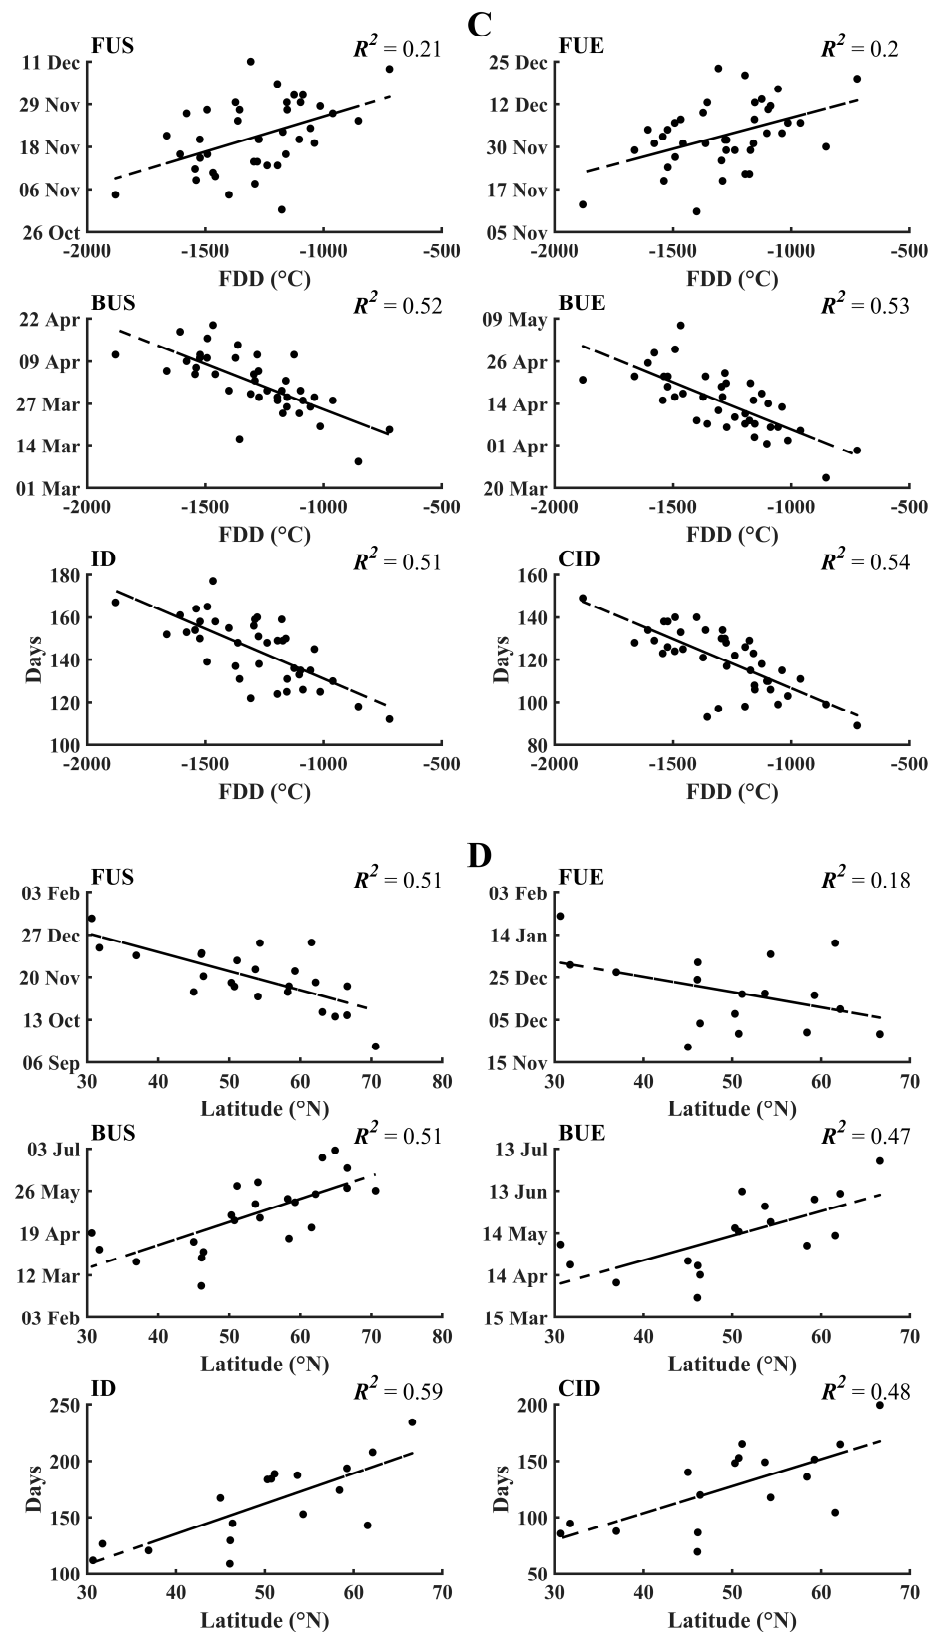 C
FUS R² = 0.21 FUE R² = 0.2
11 Dec 25 Dec
29 Nov 12 Dec
18 Nov 30 Nov
06 Nov 17 Nov
26 Oct 05 Nov
-2000 -1500 -1000 -500 -2000 -1500 -1000 -500
FDD (°C) FDD (°C)
BUS R² = 0.52 BUE R² = 0.53
22 Apr 09 May
09 Apr 26 Apr
27 Mar 14 Apr
14 Mar 01 Apr
01 Mar 20 Mar
-2000 -1500 -1000 -500 -2000 -1500 -1000 -500
FDD (°C) FDD (°C)
ID R² = 0.51 CID R² = 0.54
180 160
160 140
140 120
120 100
100 80
Days Days
-2000 -1500 -1000 -500 -2000 -1500 -1000 -500
FDD (°C) FDD (°C)
D
FUS R² = 0.51 FUE R² = 0.18
03 Feb 03 Feb
27 Dec 14 Jan
20 Nov 25 Dec
13 Oct 05 Dec
06 Sep 15 Nov
30 40 50 60 70 80 30 40 50 60 70
Latitude (°N) Latitude (°N)
BUS R² = 0.51 BUE R² = 0.47
03 Jul 13 Jul
26 May 13 Jun
19 Apr 14 May
12 Mar 14 Apr
03 Feb 15 Mar
30 40 50 60 70 80 30 40 50 60 70
Latitude (°N) Latitude (°N)
ID R² = 0.59 CID R² = 0.48
250 200
200 150
150 100
100 50
Days Days
30 40 50 60 70 30 40 50 60 70
Latitude (°N) Latitude (°N)